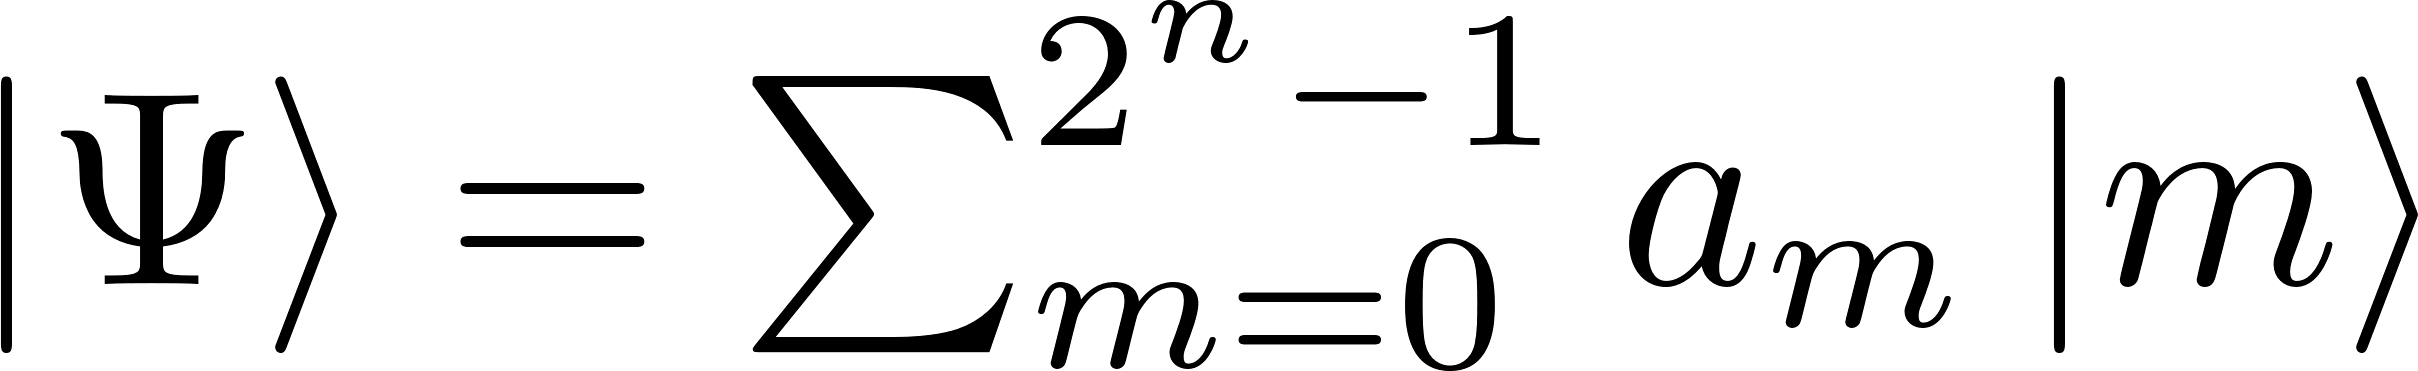 |Ψ⟩ = ∑_{m=0}^{2^n−1} a_m |m⟩